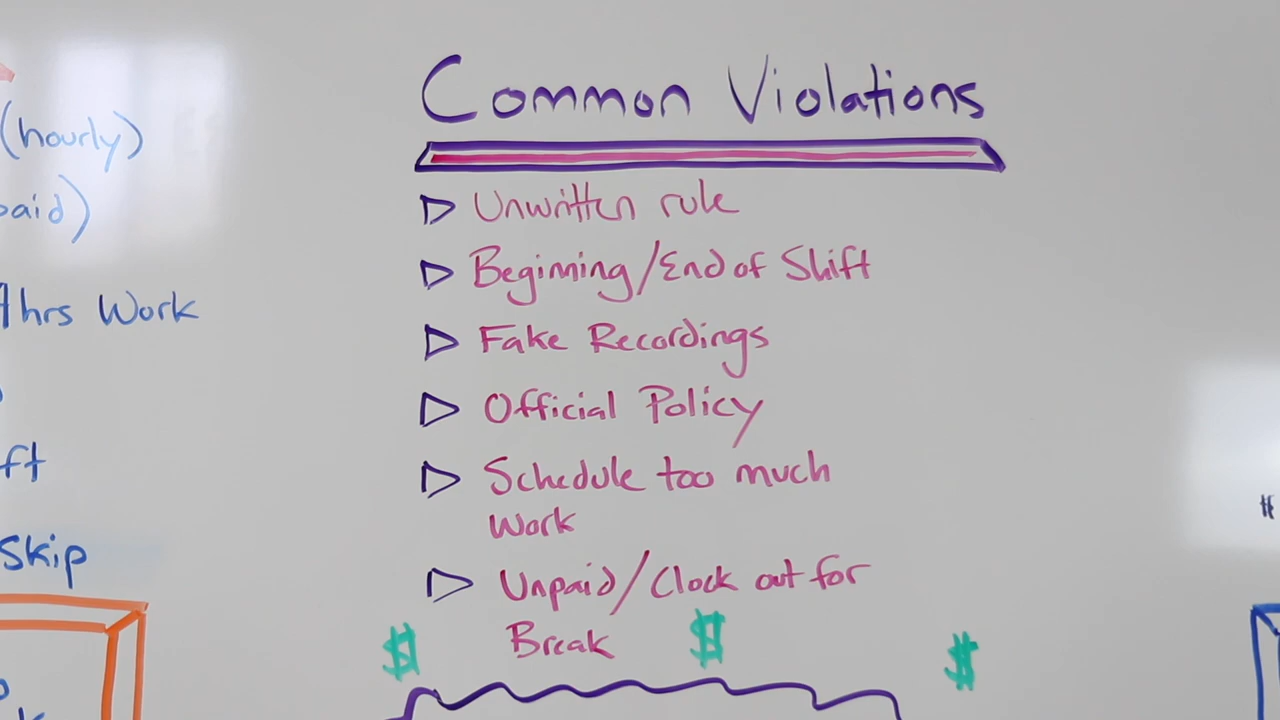 Common Violations
(hourly)
paid)
hrs Work
ft
Skip
Unwritten rule
Beginning/End of Shift
Fake Recordings
Official Policy
Schedule too much
Work
Unpaid/Clock out for
Break
$ $ $
#